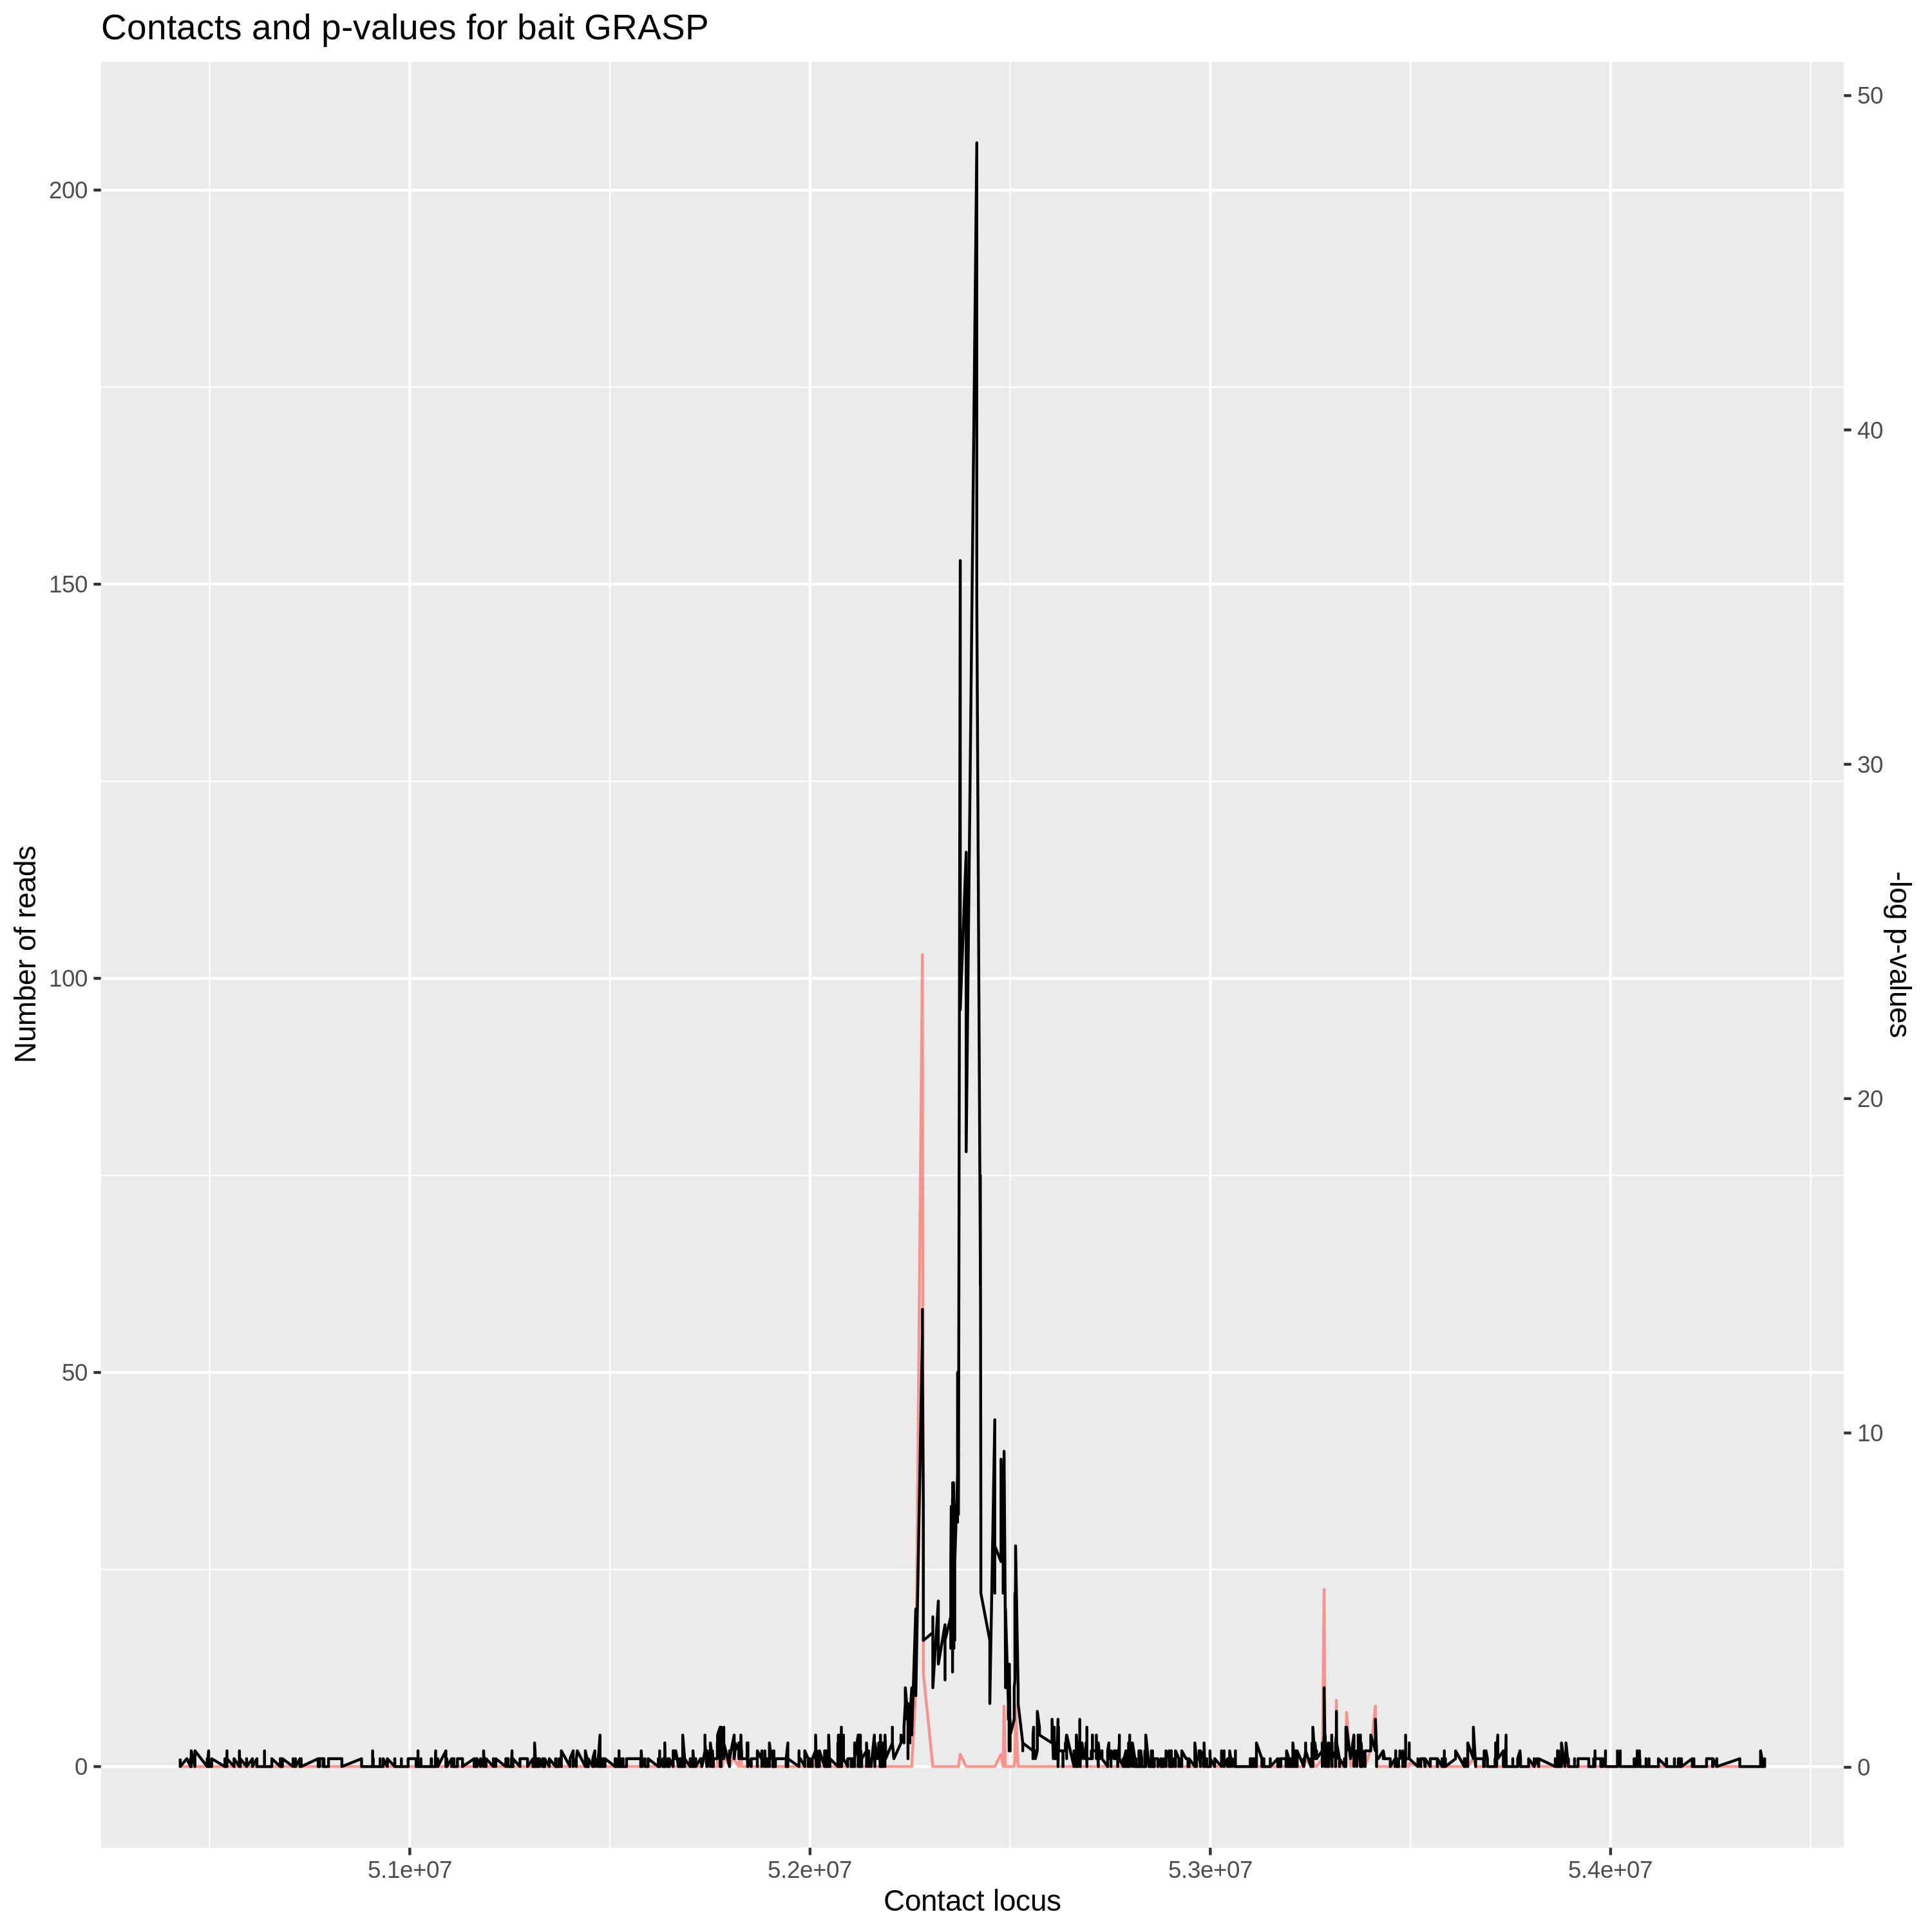 Contacts and p-values for bait GRASP
200
150
100
50
0
Number of reads
50
40
30
20
10
0
-log p-values
5.1e+07
5.2e+07
5.3e+07
5.4e+07
Contact locus